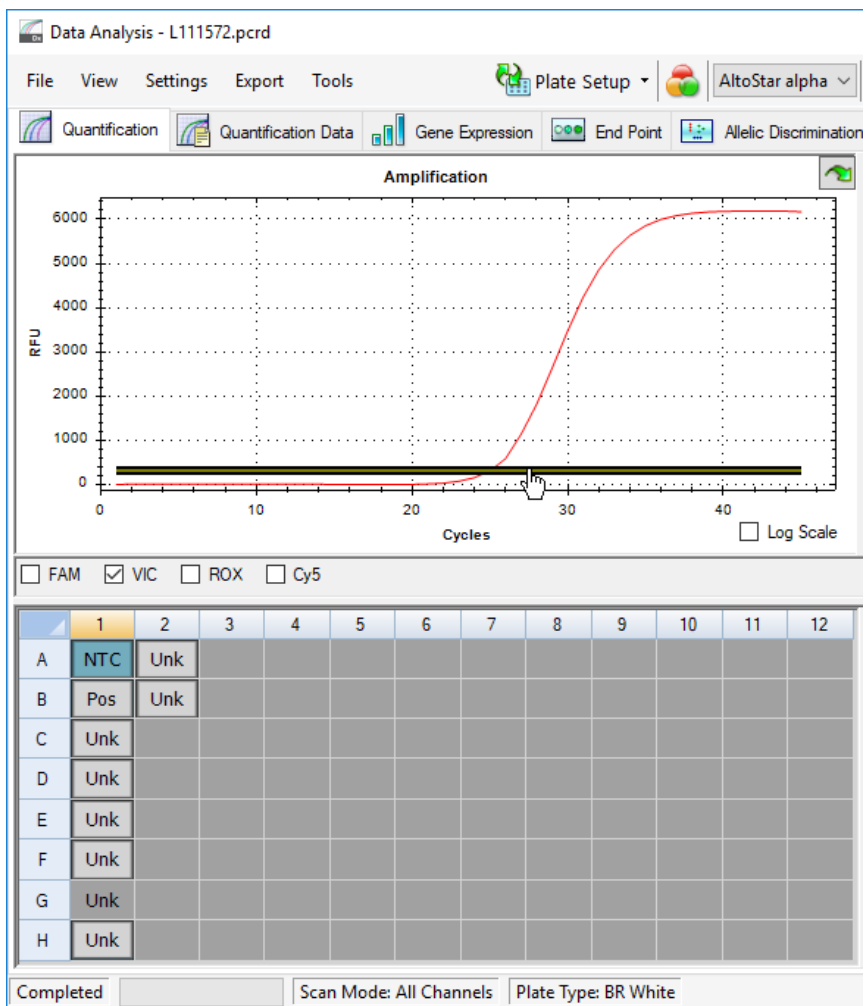 Data Analysis - L111572.pcrd
File View Settings Export Tools Plate Setup AltoStar alpha
Quantification Quantification Data Gene Expression End Point Allelic Discrimination
Amplification
6000
5000
4000
3000
2000
1000
0
RFU
0 10 20 30 40
Cycles
Log Scale
FAM VIC ROX Cy5
1 2 3 4 5 6 7 8 9 10 11 12
A NTC Unk
B Pos Unk
C Unk
D Unk
E Unk
F Unk
G Unk
H Unk
Completed Scan Mode: All Channels Plate Type: BR White